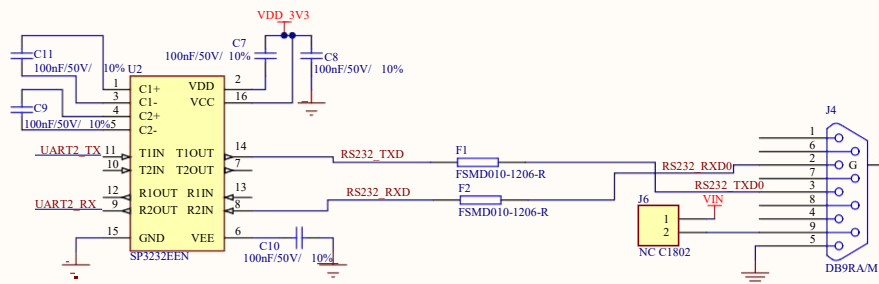 VDD_3V3
C11
100nF/50V/ 10%
C7
100nF/50V/ 10%
C8
100nF/50V/ 10%
U2
C9
100nF/50V/ 10%
1 C1+ VDD 2
3 C1- VCC 16
4 C2+
5 C2-
UART2_TX 11 T1IN T1OUT 14
10 T2IN T2OUT 7
12 R1OUT R1IN 13
UART2_RX 9 R2OUT R2IN 8
15 GND VEE 6
SP3232EEN
C10
100nF/50V/ 10%
RS232_TXD
F1
FSMD010-1206-R
RS232_RXD
F2
FSMD010-1206-R
RS232_RXD0
RS232_TXD0
J6
VIN
1
2
NC C1802
J4
1
6
2 G
7
3
8
4
9
5
DB9RA/M